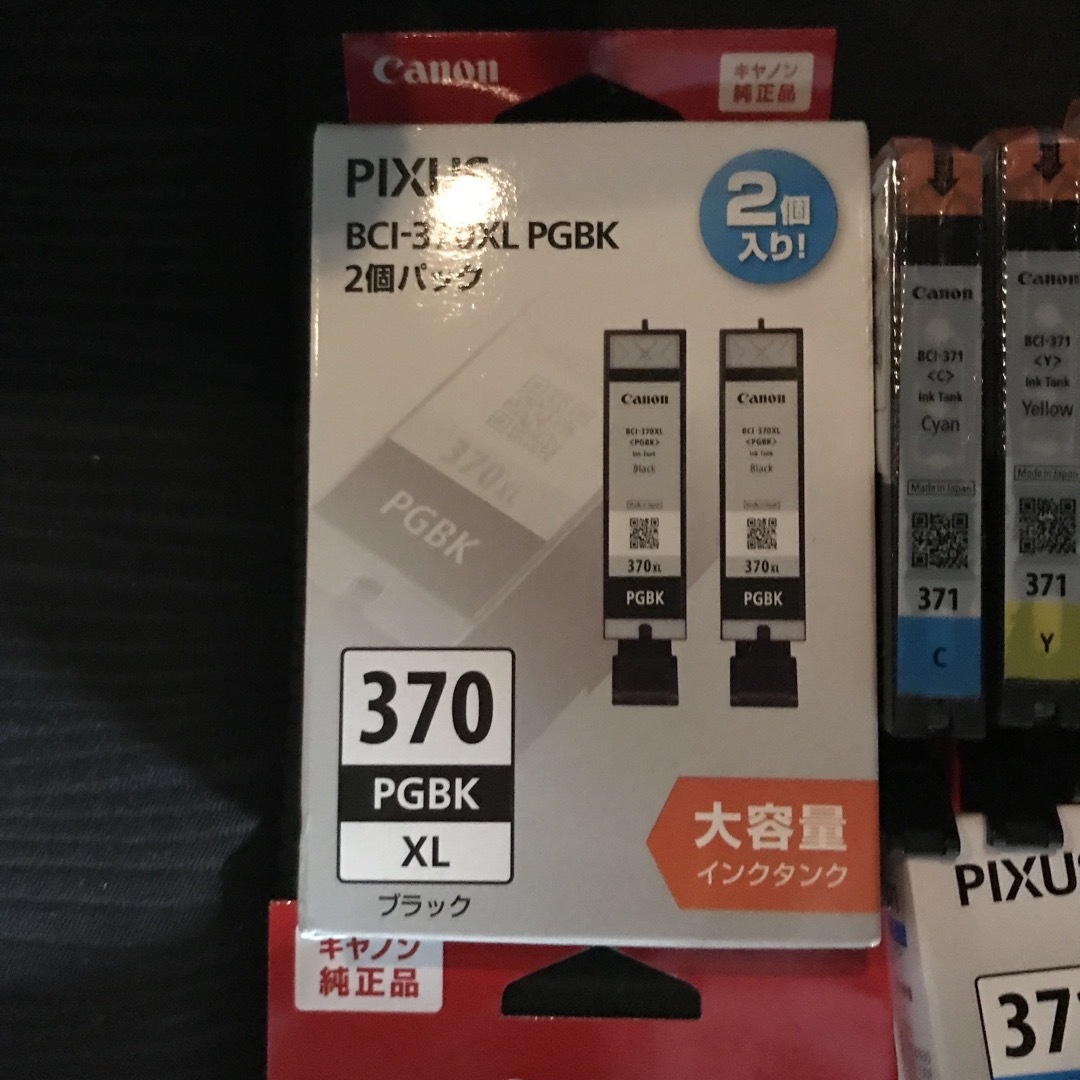 Canon
キヤノン
純正品
PIXUS
BCI-370XL PGBK
2個パック
2個
入り!
370XL
PGBK
Canon
BCI-370XL
<PGBK>
Ink Tank
Black
370XL
PGBK
Canon
BCI-370XL
<PGBK>
Ink Tank
Black
370XL
PGBK
370
PGBK
XL
ブラック
大容量
インクタンク
キヤノン
純正品
Canon
BCI-371
<C>
Ink Tank
Cyan
Made in Japan
371
C
Canon
BCI-371
<Y>
Ink Tank
Yellow
Made in Japan
371
Y
PIXUS
37